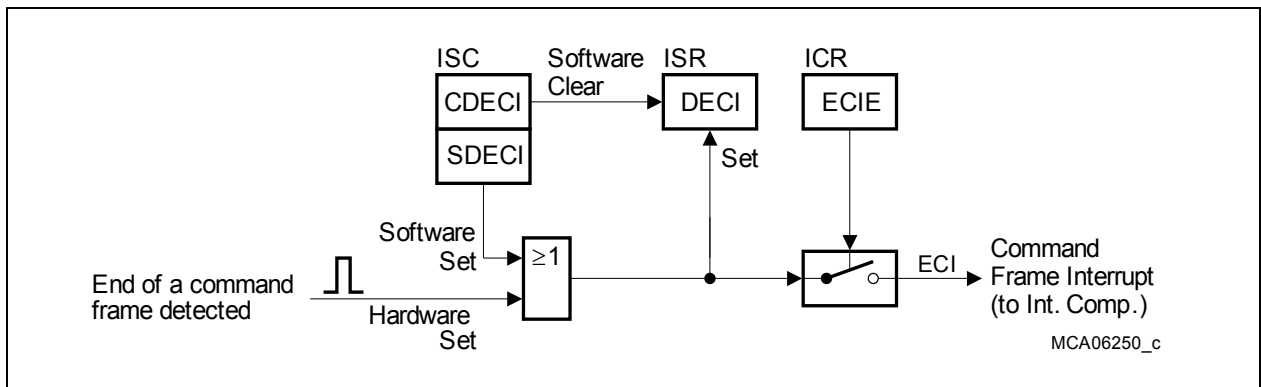 ISC
Software
Clear
ISR
ICR
CDECI
DECI
ECIE
SDECI
Set
Software
Set
≥1
End of a command
frame detected
Hardware
Set
ECI
Command
Frame Interrupt
(to Int. Comp.)
MCA06250_c